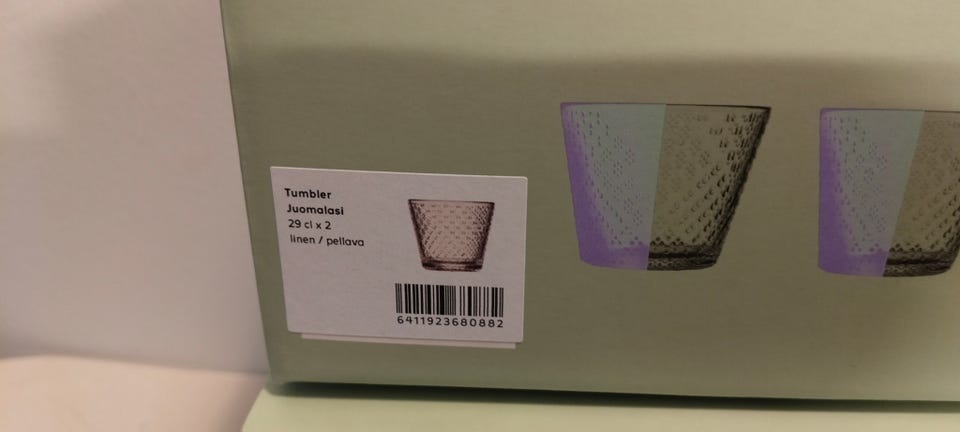 Tumbler
Juomalasi
29 cl x 2
linen / pellava
6411923680882